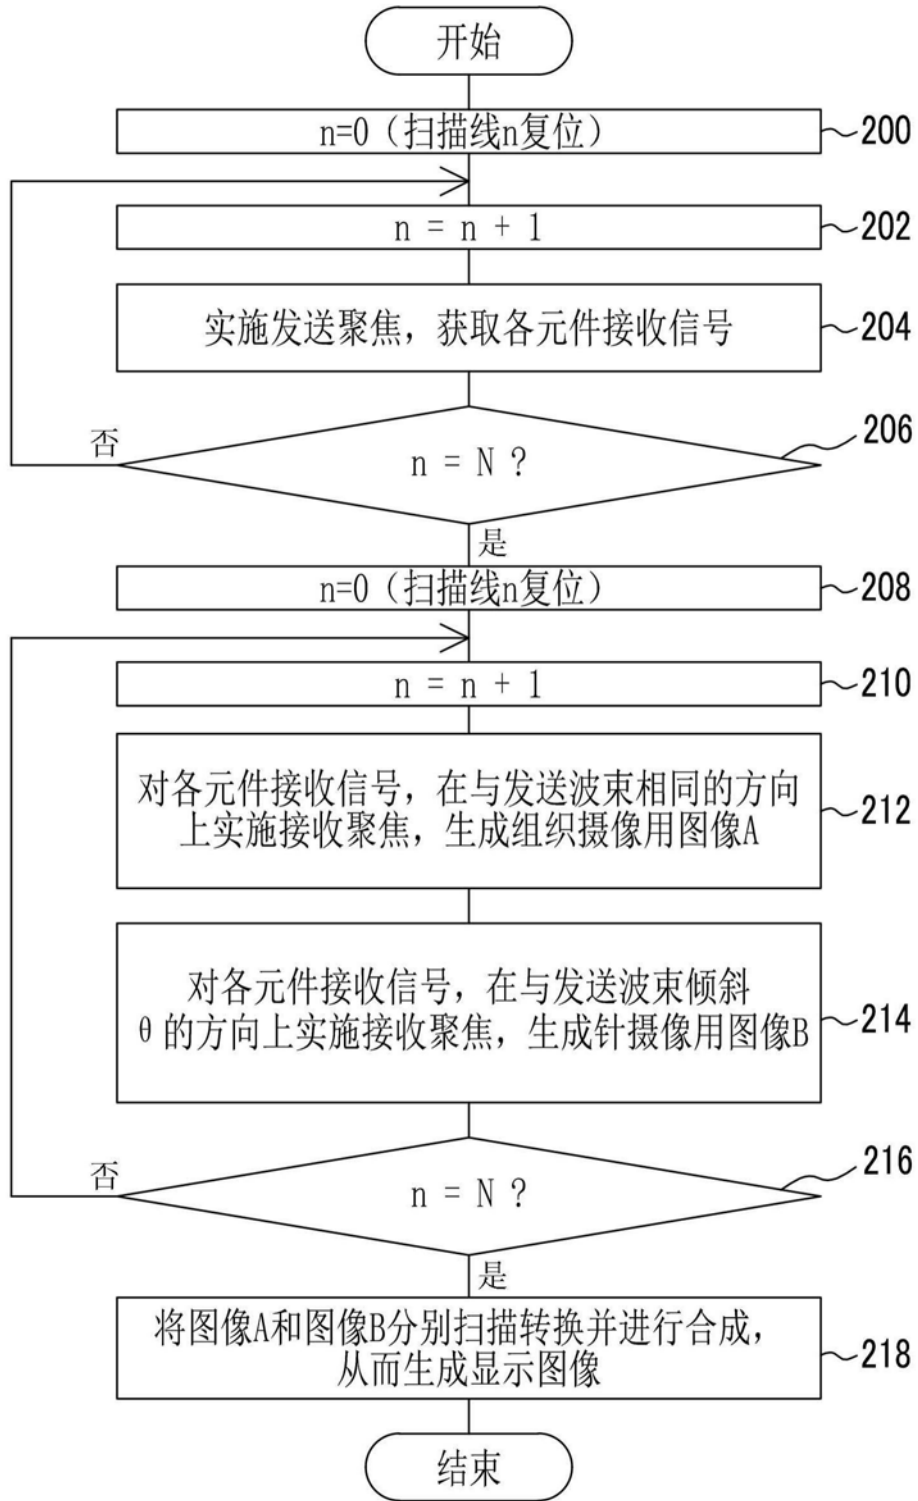 开始
n=0（扫描线n复位）
200
n = n + 1
202
实施发送聚焦，获取各元件接收信号
204
206
否
n = N ?
是
n=0（扫描线n复位）
208
n = n + 1
210
对各元件接收信号，在与发送波束相同的方向
上实施接收聚焦，生成组织摄像用图像A
212
对各元件接收信号，在与发送波束倾斜
θ的方向上实施接收聚焦，生成针摄像用图像B
214
216
否
n = N ?
是
将图像A和图像B分别扫描转换并进行合成，
从而生成显示图像
218
结束